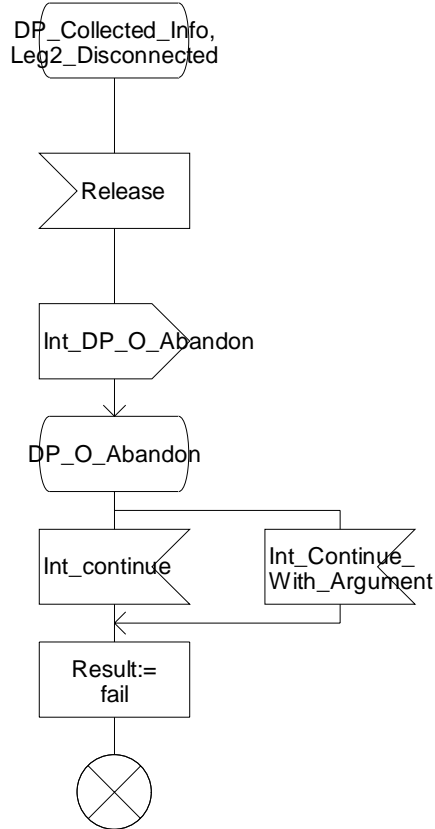 DP_Collected_Info,
Leg2_Disconnected
Release
Int_DP_O_Abandon
DP_O_Abandon
Int_continue
Int_Continue_
With_Argument
Result:=
fail